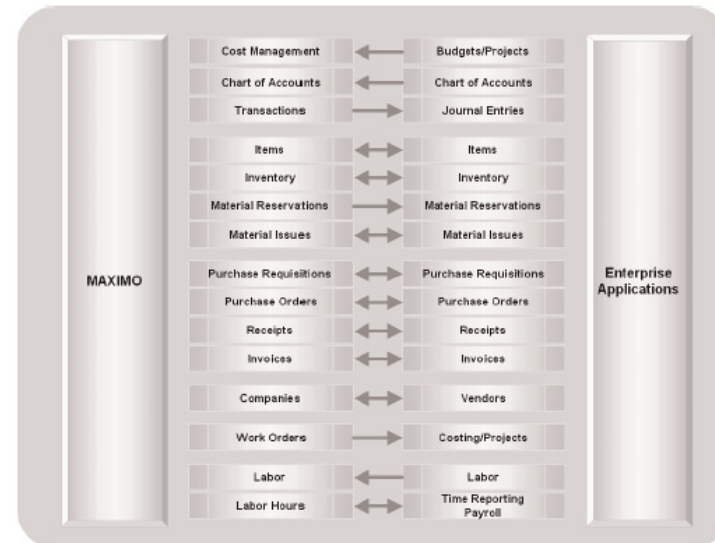 MAXIMO
Cost Management
Budgets/Projects
Chart of Accounts
Chart of Accounts
Transactions
Journal Entries
Items
Items
Inventory
Inventory
Material Reservations
Material Reservations
Material Issues
Material Issues
Purchase Requisitions
Purchase Requisitions
Purchase Orders
Purchase Orders
Receipts
Receipts
Invoices
Invoices
Companies
Vendors
Work Orders
Costing/Projects
Labor
Labor
Labor Hours
Time Reporting
Payroll
Enterprise
Applications